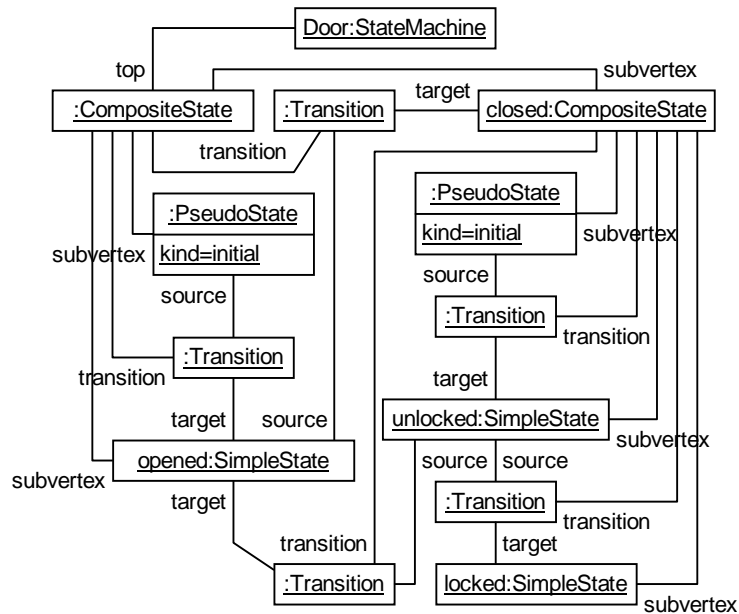 Door:StateMachine
top
subvertex
:CompositeState
:Transition
target
closed:CompositeState
transition
:PseudoState
kind=initial
subvertex
:PseudoState
kind=initial
subvertex
source
source
:Transition
transition
:Transition
transition
target
target
source
unlocked:SimpleState
subvertex
opened:SimpleState
subvertex
source
source
target
:Transition
transition
transition
target
:Transition
locked:SimpleState
subvertex